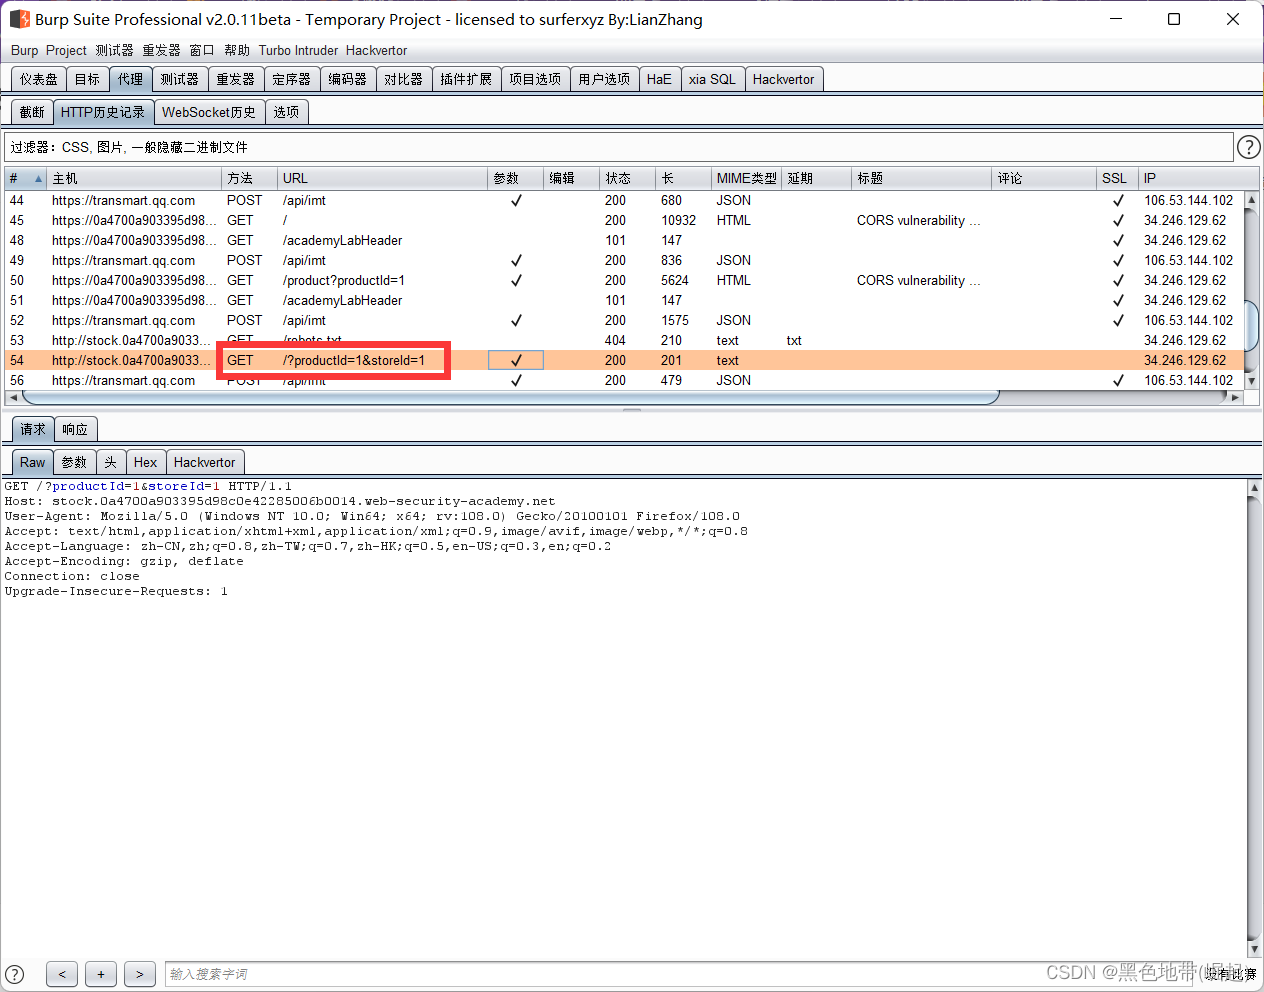 Burp Suite Professional v2.0.11beta - Temporary Project - licensed to surferxyz By:LianZhang
Burp Project 测试器 重发器 窗口 帮助 Turbo Intruder Hackvertor
仪表盘 目标 代理 测试器 重发器 定序器 编码器 对比器 插件扩展 项目选项 用户选项 HaE xia SQL Hackvertor
截断 HTTP历史记录 WebSocket历史 选项
过滤器：CSS, 图片, 一般隐藏二进制文件 ?
# 主机 方法 URL 参数 编辑 状态 长 MIME类型 延期 标题 评论 SSL IP
44 https://transmart.qq.com POST /api/imt ✓ 200 680 JSON ✓ 106.53.144.102
45 https://0a4700a903395d98... GET / 200 10932 HTML CORS vulnerability ... ✓ 34.246.129.62
48 https://0a4700a903395d98... GET /academyLabHeader 101 147 ✓ 34.246.129.62
49 https://transmart.qq.com POST /api/imt ✓ 200 836 JSON ✓ 106.53.144.102
50 https://0a4700a903395d98... GET /product?productId=1 ✓ 200 5624 HTML CORS vulnerability ... ✓ 34.246.129.62
51 https://0a4700a903395d98... GET /academyLabHeader 101 147 ✓ 34.246.129.62
52 https://transmart.qq.com POST /api/imt ✓ 200 1575 JSON ✓ 106.53.144.102
53 http://stock.0a4700a9033... GET /robots.txt 404 210 text txt 34.246.129.62
54 http://stock.0a4700a9033... GET /?productId=1&storeId=1 ✓ 200 201 text 34.246.129.62
56 https://transmart.qq.com POST /api/imt ✓ 200 479 JSON ✓ 106.53.144.102
请求 响应
Raw 参数 头 Hex Hackvertor
GET /?productId=1&storeId=1 HTTP/1.1
Host: stock.0a4700a903395d98c0e42285006b0014.web-security-academy.net
User-Agent: Mozilla/5.0 (Windows NT 10.0; Win64; x64; rv:108.0) Gecko/20100101 Firefox/108.0
Accept: text/html,application/xhtml+xml,application/xml;q=0.9,image/avif,image/webp,*/*;q=0.8
Accept-Language: zh-CN,zh;q=0.8,zh-TW;q=0.7,zh-HK;q=0.5,en-US;q=0.3,en;q=0.2
Accept-Encoding: gzip, deflate
Connection: close
Upgrade-Insecure-Requests: 1
? < + > 输入搜索字词
CSDN @黑色地带(崛起)
没有比赛